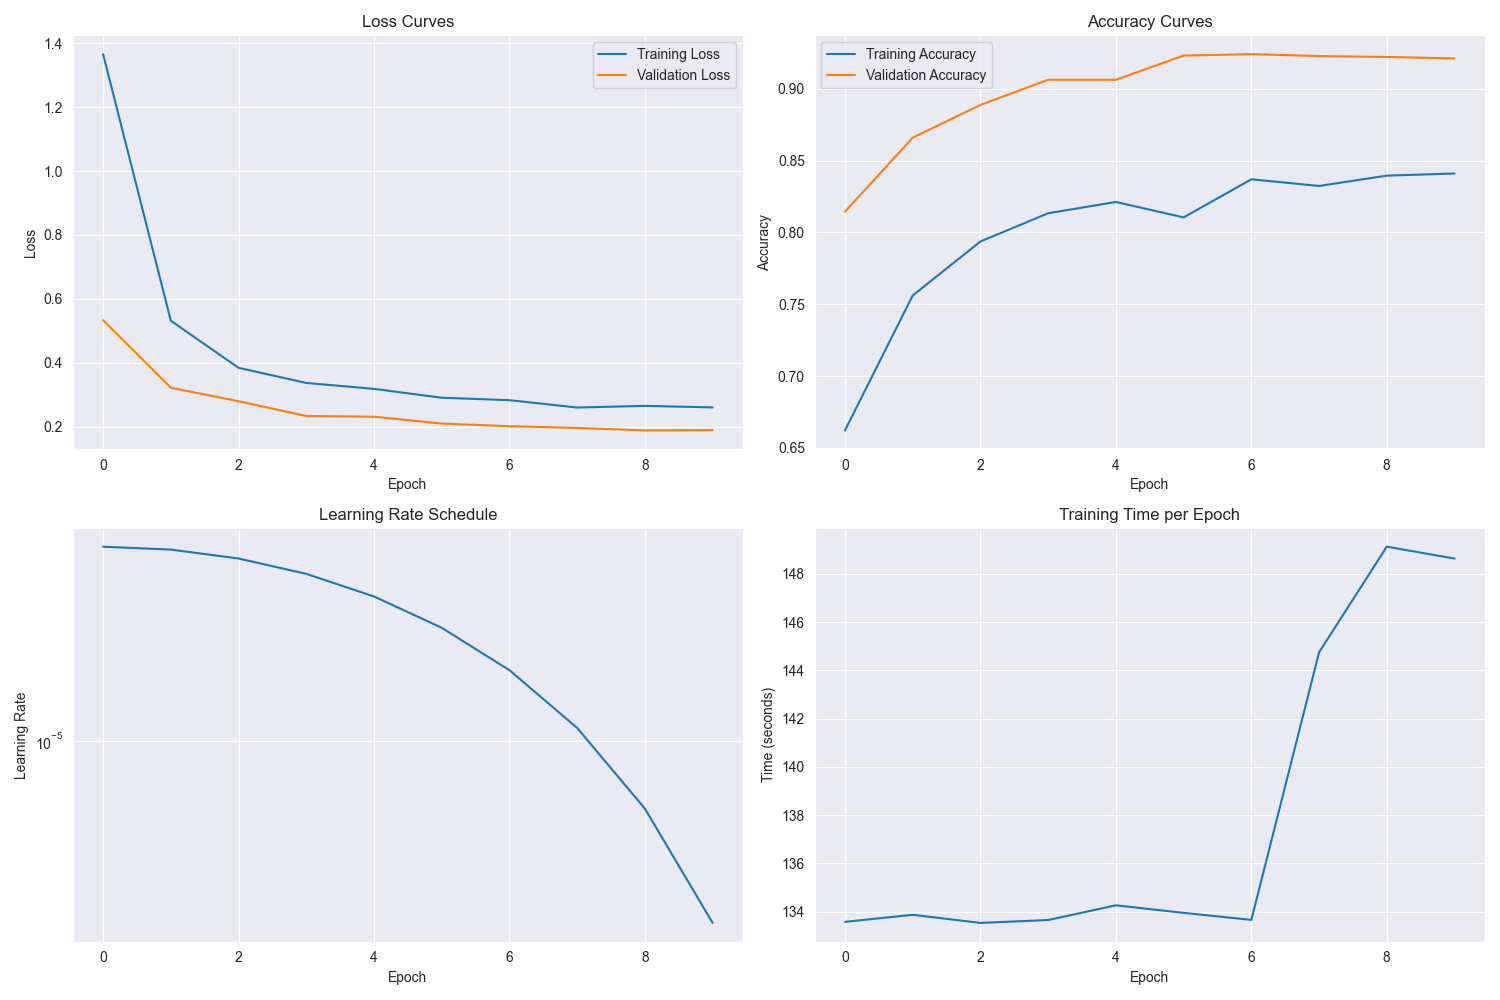 Loss Curves
1.4
1.2
1.0
0.8
0.6
0.4
0.2
Loss
Training Loss
Validation Loss
0 2 4 6 8
Epoch
Accuracy Curves
0.90
0.85
0.80
0.75
0.70
0.65
Accuracy
Training Accuracy
Validation Accuracy
0 2 4 6 8
Epoch
Learning Rate Schedule
10⁻⁵
Learning Rate
0 2 4 6 8
Epoch
Training Time per Epoch
148
146
144
142
140
138
136
134
Time (seconds)
0 2 4 6 8
Epoch